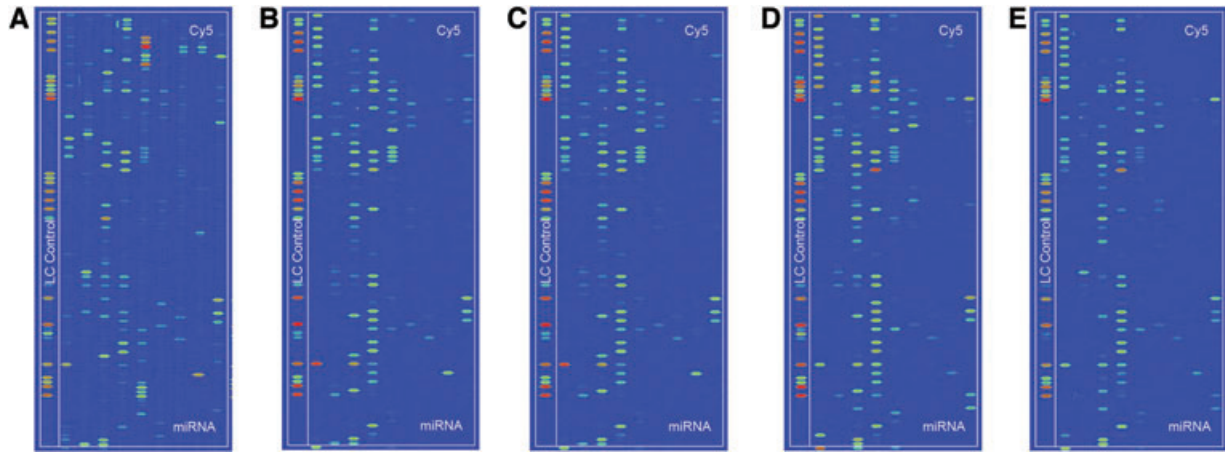 A
Cy5
LC Control
miRNA
B
Cy5
LC Control
miRNA
C
Cy5
LC Control
miRNA
D
Cy5
LC Control
miRNA
E
Cy5
LC Control
miRNA